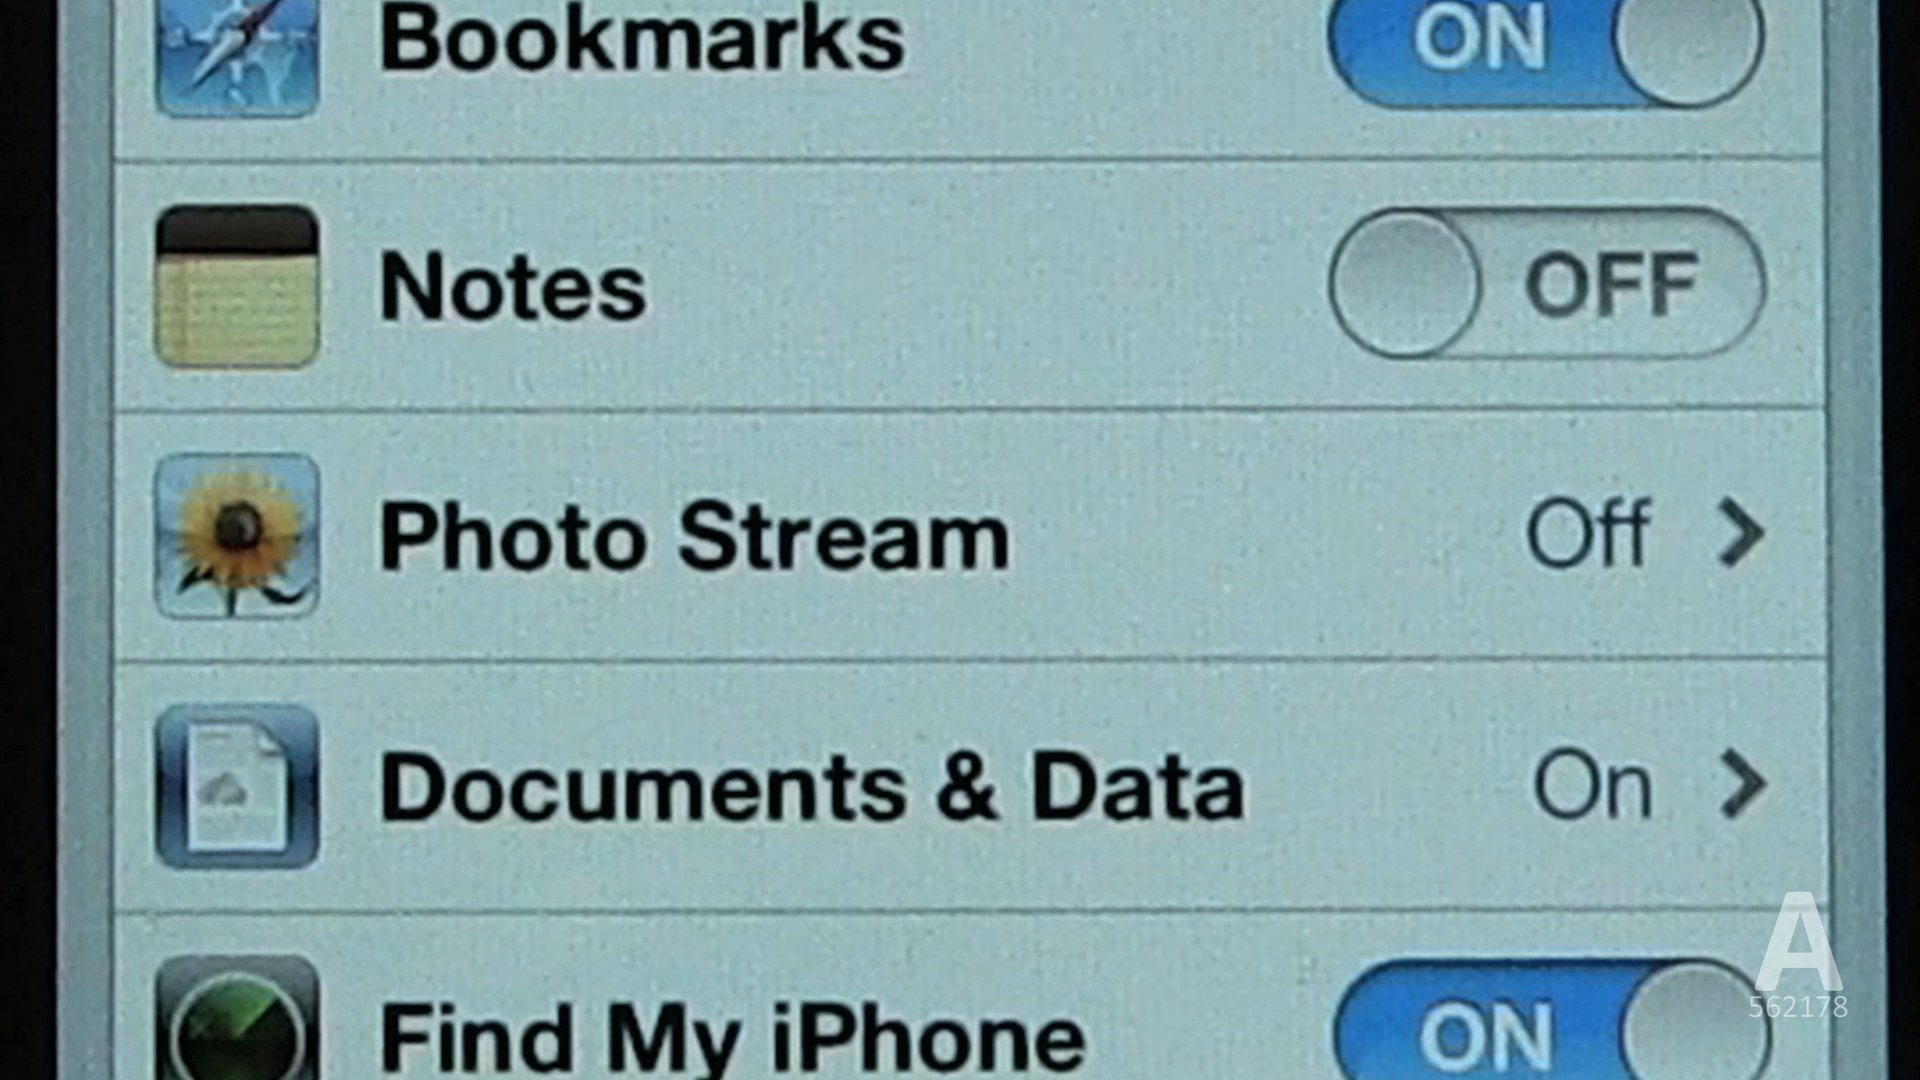 Bookmarks ON
Notes OFF
Photo Stream Off
Documents & Data On
Find My iPhone ON
A
562178